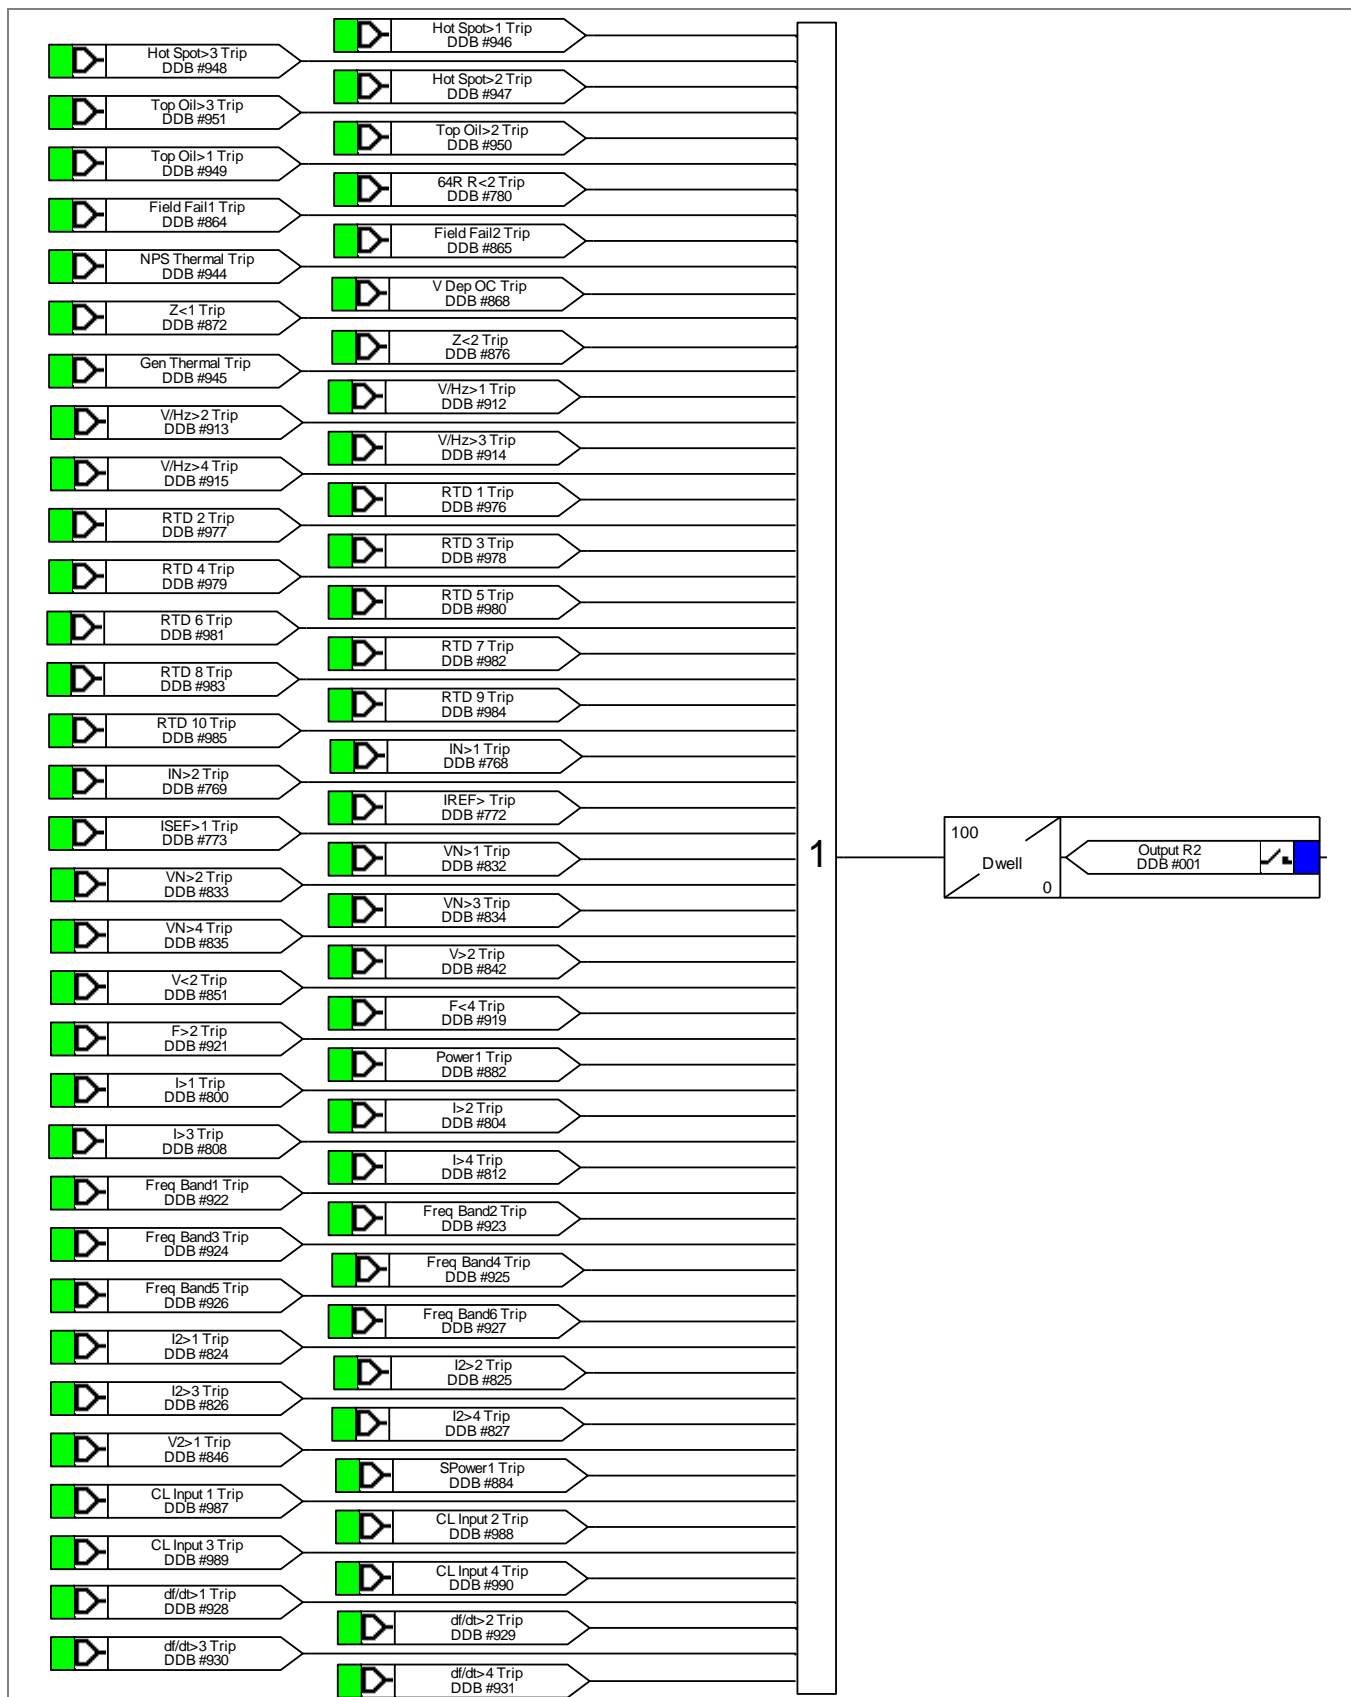 Hot Spot>1 Trip
DDB #946
Hot Spot>3 Trip
DDB #948
Hot Spot>2 Trip
DDB #947
Top Oil>3 Trip
DDB #951
Top Oil>2 Trip
DDB #950
Top Oil>1 Trip
DDB #949
64R R<2 Trip
DDB #780
Field Fail1 Trip
DDB #864
Field Fail2 Trip
DDB #865
NPS Thermal Trip
DDB #944
V Dep OC Trip
DDB #868
Z<1 Trip
DDB #872
Z<2 Trip
DDB #876
Gen Thermal Trip
DDB #945
V/Hz>1 Trip
DDB #912
V/Hz>2 Trip
DDB #913
V/Hz>3 Trip
DDB #914
V/Hz>4 Trip
DDB #915
RTD 1 Trip
DDB #976
RTD 2 Trip
DDB #977
RTD 3 Trip
DDB #978
RTD 4 Trip
DDB #979
RTD 5 Trip
DDB #980
RTD 6 Trip
DDB #981
RTD 7 Trip
DDB #982
RTD 8 Trip
DDB #983
RTD 9 Trip
DDB #984
RTD 10 Trip
DDB #985
IN>1 Trip
DDB #768
IN>2 Trip
DDB #769
IREF> Trip
DDB #772
ISEF>1 Trip
DDB #773
VN>1 Trip
DDB #832
VN>2 Trip
DDB #833
VN>3 Trip
DDB #834
VN>4 Trip
DDB #835
V>2 Trip
DDB #842
V<2 Trip
DDB #851
F<4 Trip
DDB #919
F>2 Trip
DDB #921
Power1 Trip
DDB #882
I>1 Trip
DDB #800
I>2 Trip
DDB #804
I>3 Trip
DDB #808
I>4 Trip
DDB #812
Freq Band1 Trip
DDB #922
Freq Band2 Trip
DDB #923
Freq Band3 Trip
DDB #924
Freq Band4 Trip
DDB #925
Freq Band5 Trip
DDB #926
Freq Band6 Trip
DDB #927
I2>1 Trip
DDB #824
I2>2 Trip
DDB #825
I2>3 Trip
DDB #826
I2>4 Trip
DDB #827
V2>1 Trip
DDB #846
SPower1 Trip
DDB #884
CL Input 1 Trip
DDB #987
CL Input 2 Trip
DDB #988
CL Input 3 Trip
DDB #989
CL Input 4 Trip
DDB #990
df/dt>1 Trip
DDB #928
df/dt>2 Trip
DDB #929
df/dt>3 Trip
DDB #930
df/dt>4 Trip
DDB #931
1
100
Dwell
0
Output R2
DDB #001